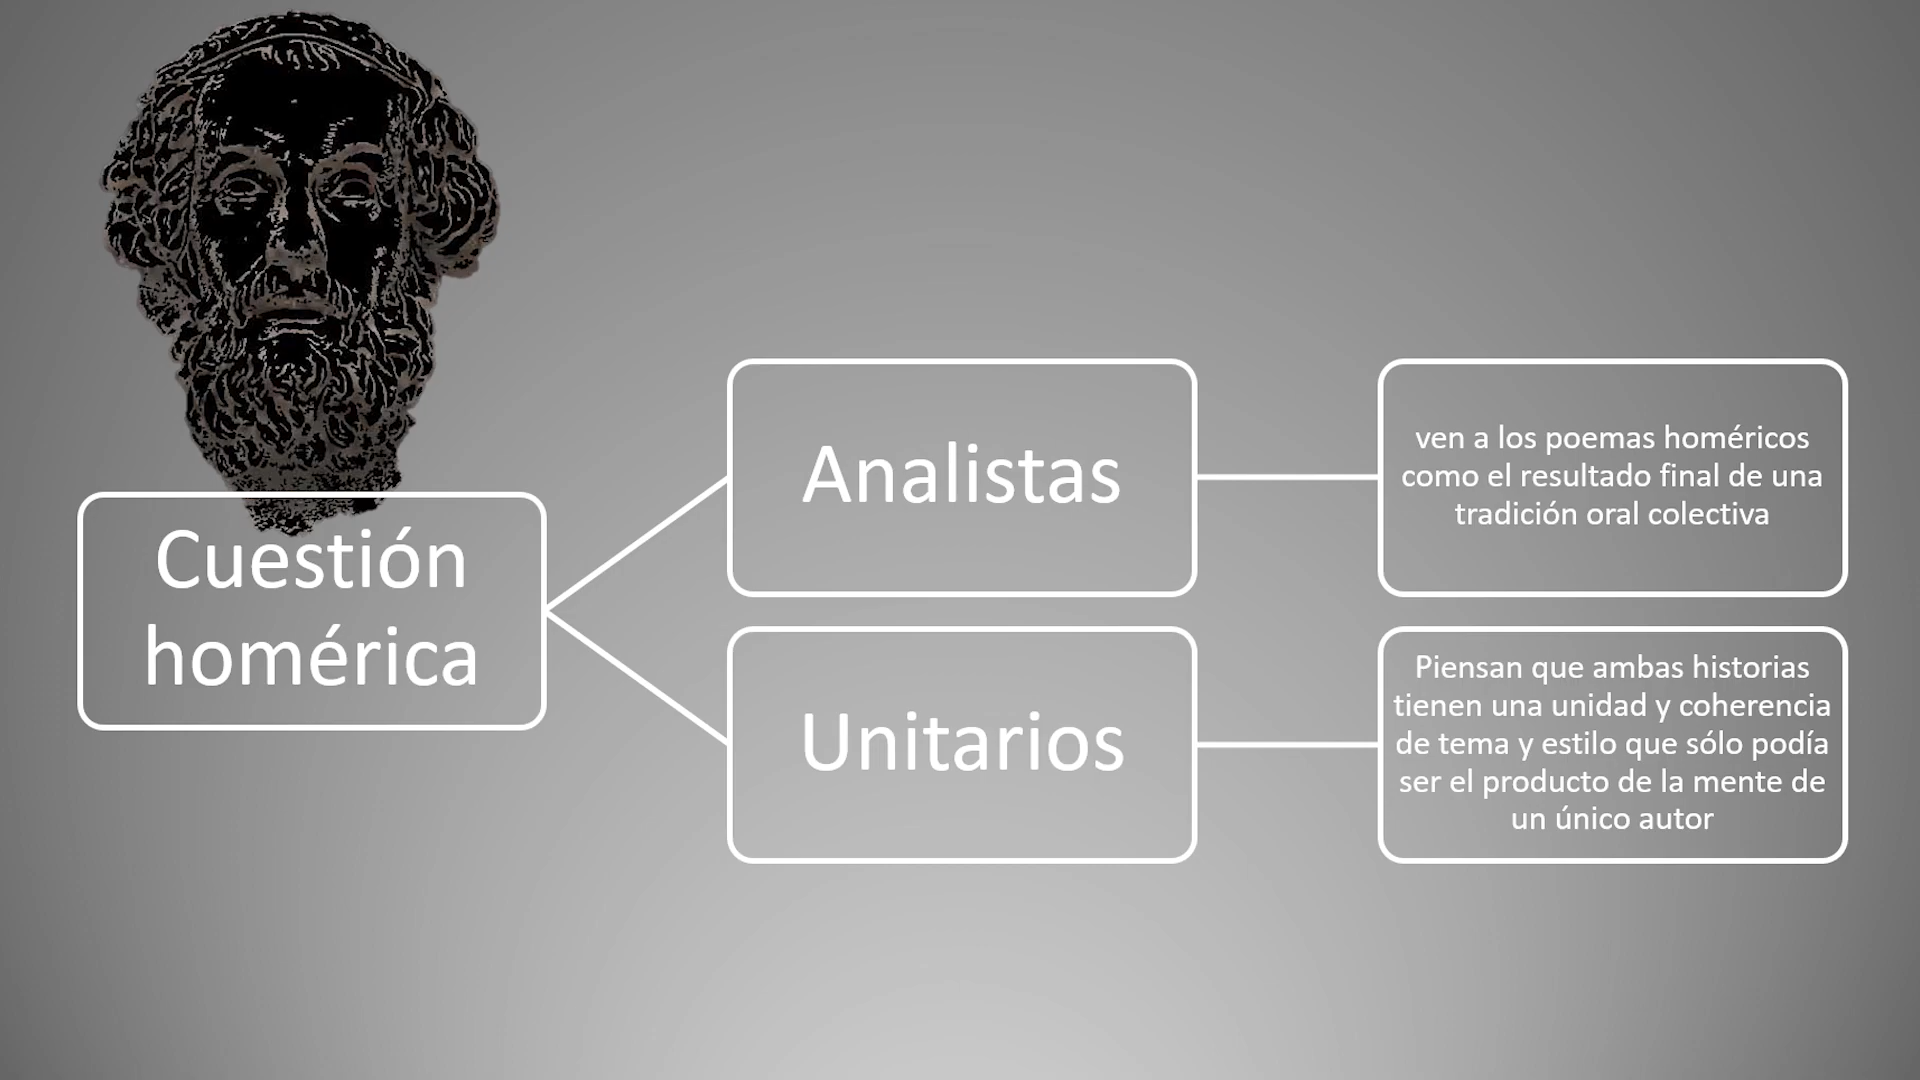 Cuestión
homérica
Analistas
ven a los poemas homéricos
como el resultado final de una
tradición oral colectiva
Unitarios
Piensan que ambas historias
tienen una unidad y coherencia
de tema y estilo que sólo podía
ser el producto de la mente de
un único autor